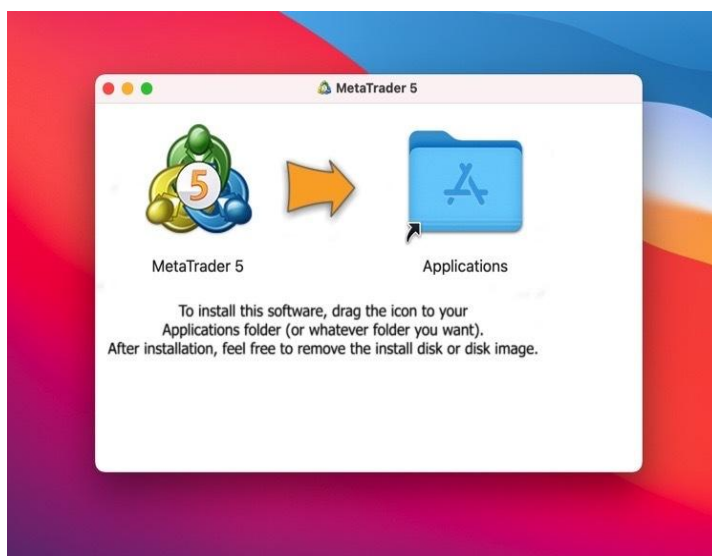 MetaTrader 5
5
MetaTrader 5
Applications
To install this software, drag the icon to your
Applications folder (or whatever folder you want).
After installation, feel free to remove the install disk or disk image.